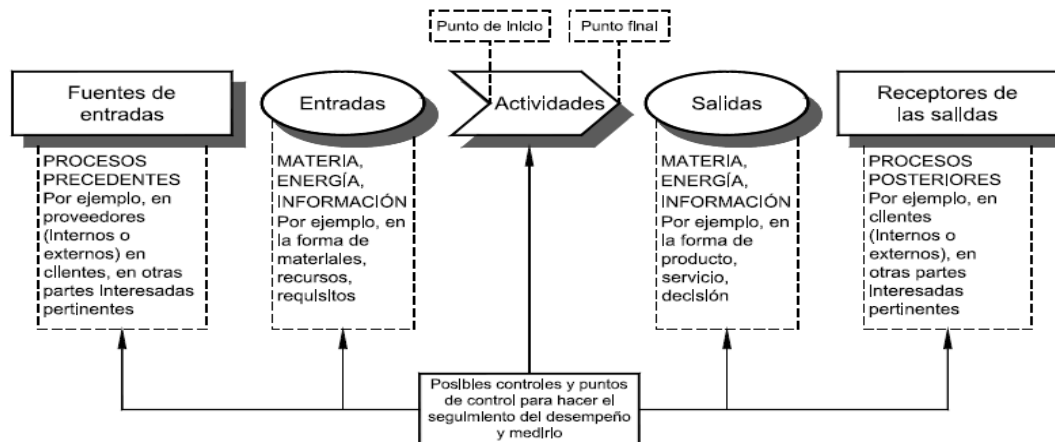 Punto de inicio
Punto final
Fuentes de
entradas
Entradas
Actividades
Salidas
Receptores de
las salidas
PROCESOS
PRECEDENTES
Por ejemplo, en
proveedores
(internos o
externos) en
clientes, en otras
partes interesadas
pertinentes
MATERIA,
ENERGÍA,
INFORMACIÓN
Por ejemplo, en
la forma de
materiales,
recursos,
requisitos
MATERIA,
ENERGÍA,
INFORMACIÓN
Por ejemplo, en
la forma de
producto,
servicio,
decisión
PROCESOS
POSTERIORES
Por ejemplo, en
clientes
(internos o
externos), en
otras partes
interesadas
pertinentes
Posibles controles y puntos
de control para hacer el
seguimiento del desempeño
y medirlo